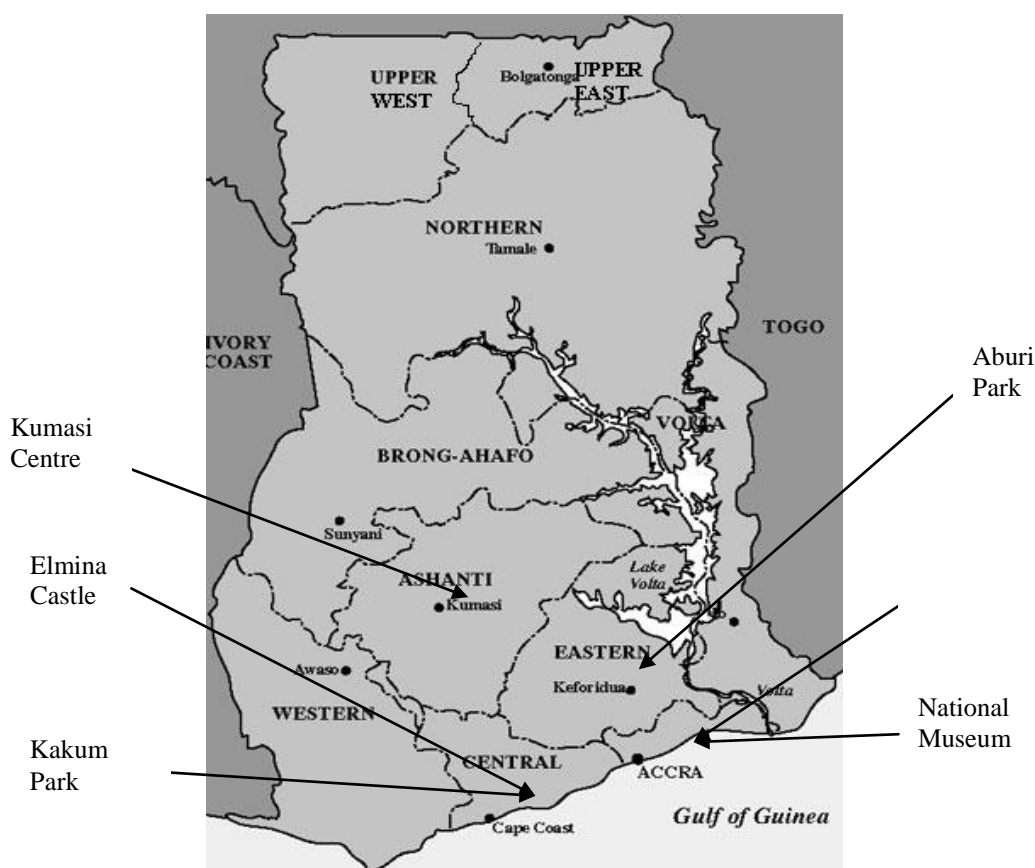 UPPER
WEST
Bolgatonga
UPPER
EAST
NORTHERN
Tamale
IVORY
COAST
TOGO
Aburi
Park
VOLTA
Kumasi
Centre
BRONG-AHAFO
Sunyani
Elmina
Castle
ASHANTI
Kumasi
Lake
Volta
EASTERN
Awaso
Keforidua
Volta
WESTERN
National
Museum
Kakum
Park
CENTRAL
ACCRA
Cape Coast
Gulf of Guinea